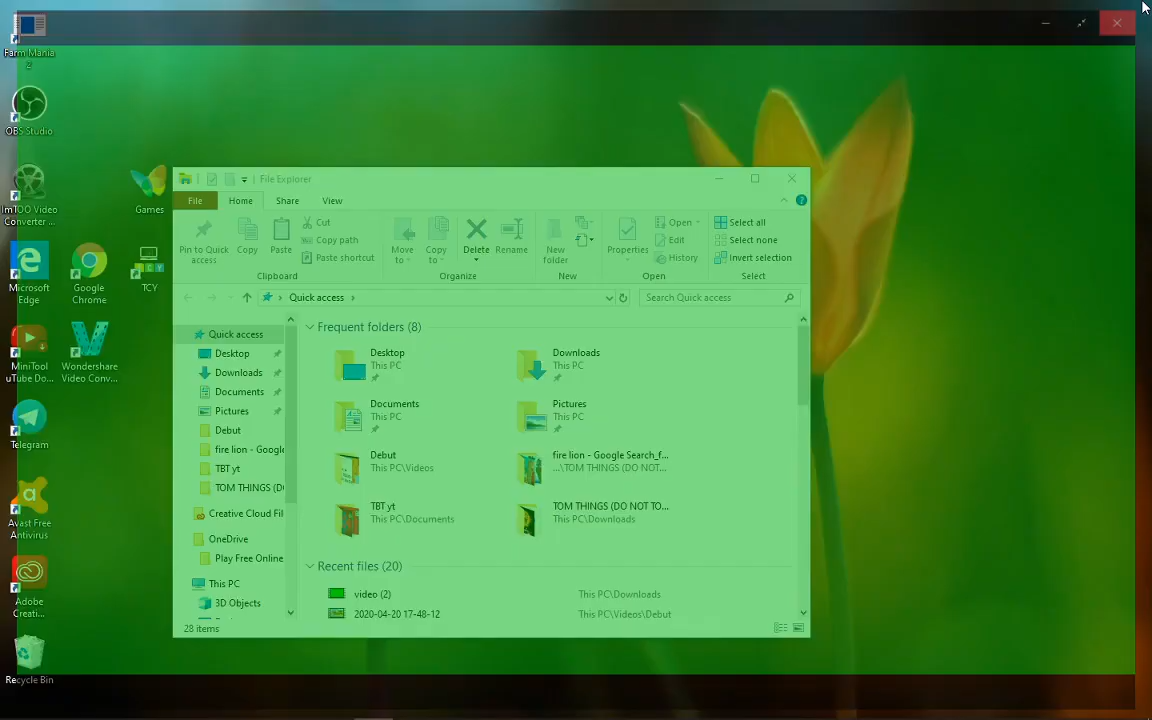 Farm Mania
2
OBS Studio
ImTOO Video
Converter ...
Games
Microsoft
Edge
Google
Chrome
TCY
MiniTool
uTube Do...
Wondershare
Video Conv...
Telegram
Avast Free
Antivirus
Adobe
Creati...
Recycle Bin
File Explorer
File Home Share View
Pin to Quick
access
Copy
Paste
Cut
Copy path
Paste shortcut
Clipboard
Move
to
Copy
to
Delete
Rename
Organize
New
folder
New
Properties
Open
Edit
History
Open
Select all
Select none
Invert selection
Select
Quick access
Search Quick access
Quick access
Desktop
Downloads
Documents
Pictures
Debut
fire lion - Google
TBT yt
TOM THINGS (D
Creative Cloud Fil
OneDrive
Play Free Online
This PC
3D Objects
Frequent folders (8)
Desktop
This PC
Downloads
This PC
Documents
This PC
Pictures
This PC
Debut
This PC\Videos
fire lion - Google Search_f...
...\TOM THINGS (DO NOT...
TBT yt
This PC\Documents
TOM THINGS (DO NOT TO...
This PC\Downloads
Recent files (20)
video (2) This PC\Downloads
2020-04-20 17-48-12 This PC\Videos\Debut
28 items